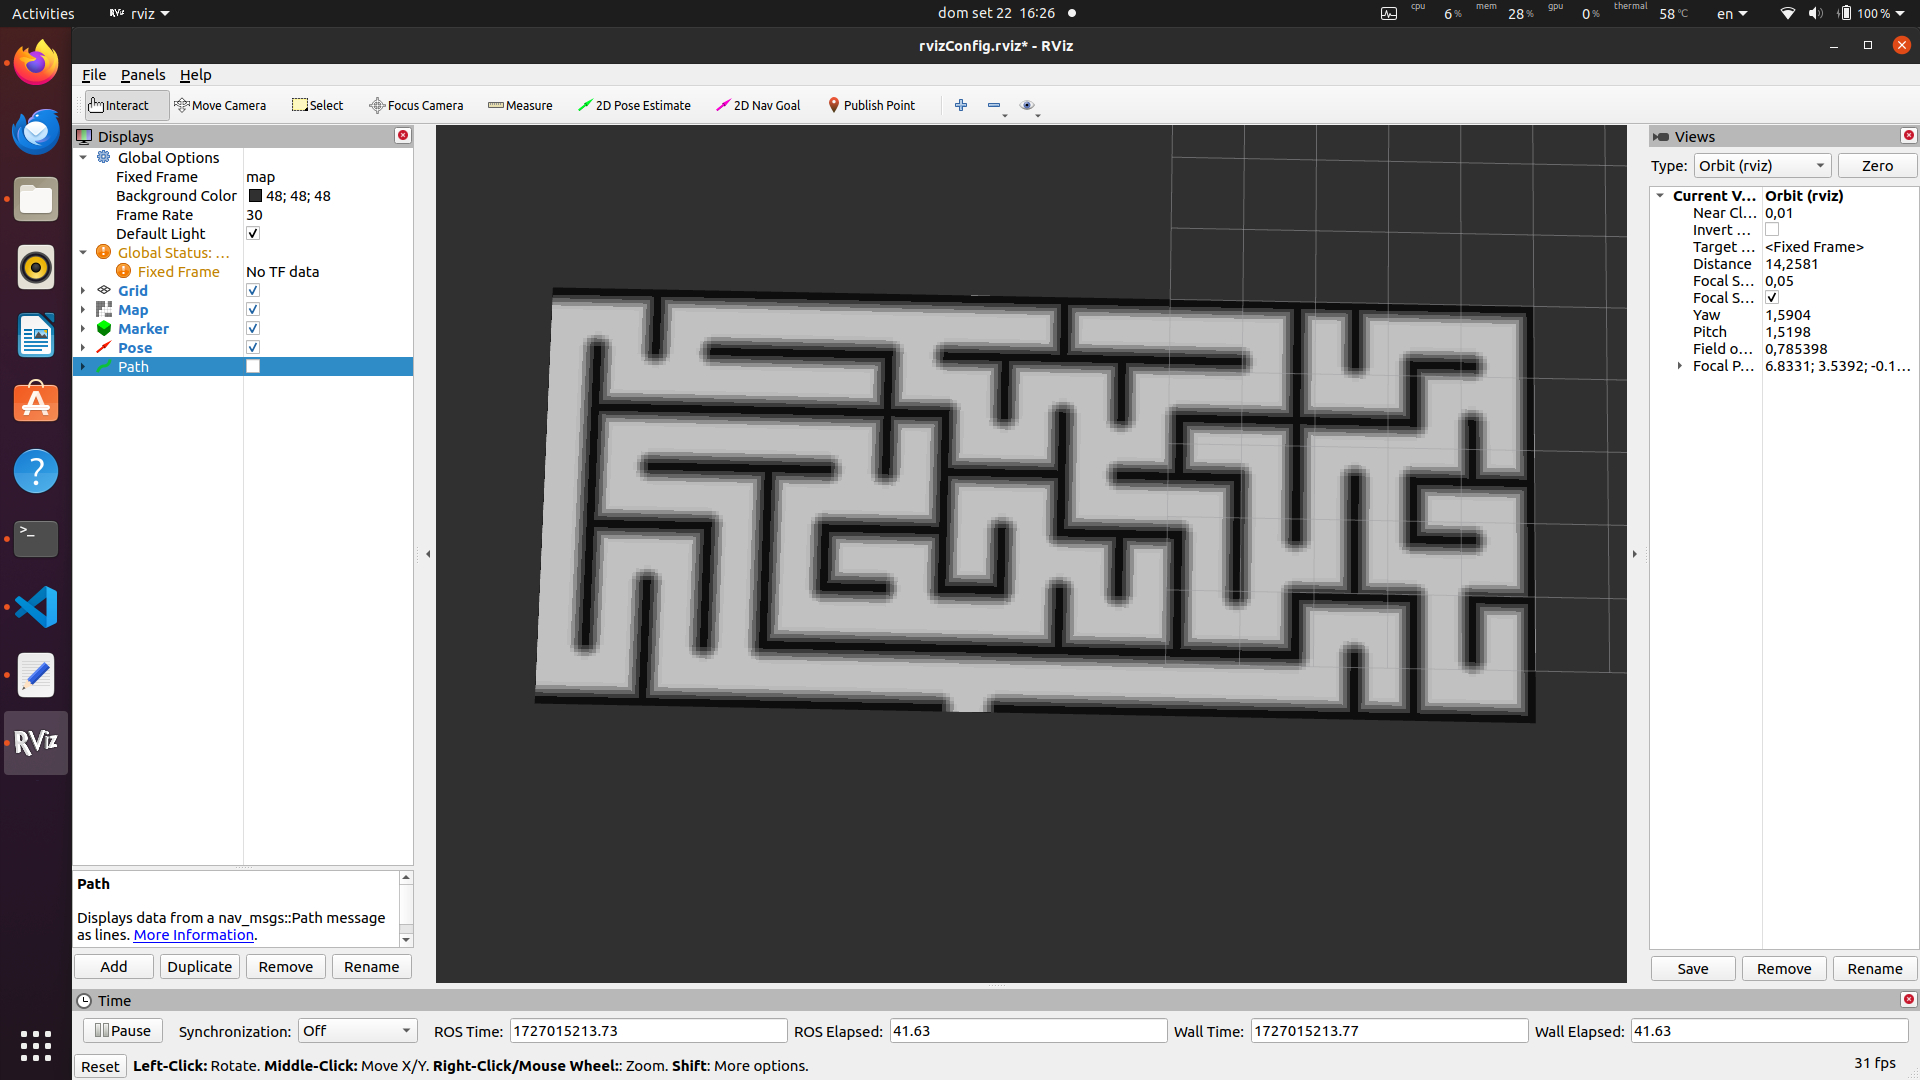 Activities
RViz rviz
dom set 22 16:26
cpu 6% mem 28% gpu 0% thermal 58°C
en
100 %
rvizConfig.rviz* - RViz
File Panels Help
Interact Move Camera Select Focus Camera Measure 2D Pose Estimate 2D Nav Goal Publish Point
Displays
Global Options
Fixed Frame map
Background Color 48; 48; 48
Frame Rate 30
Default Light
Global Status: ...
Fixed Frame No TF data
Grid
Map
Marker
Pose
Path
Path
Displays data from a nav_msgs::Path message
as lines. More Information.
Add Duplicate Remove Rename
Views
Type: Orbit (rviz) Zero
Current V... Orbit (rviz)
Near Cl... 0,01
Invert ...
Target ... <Fixed Frame>
Distance 14,2581
Focal S... 0,05
Focal S...
Yaw 1,5904
Pitch 1,5198
Field o... 0,785398
Focal P... 6.8331; 3.5392; -0.1...
Save Remove Rename
RViz
Time
Pause Synchronization: Off ROS Time: 1727015213.73 ROS Elapsed: 41.63 Wall Time: 1727015213.77 Wall Elapsed: 41.63
Reset Left-Click: Rotate. Middle-Click: Move X/Y. Right-Click/Mouse Wheel:: Zoom. Shift: More options.
31 fps